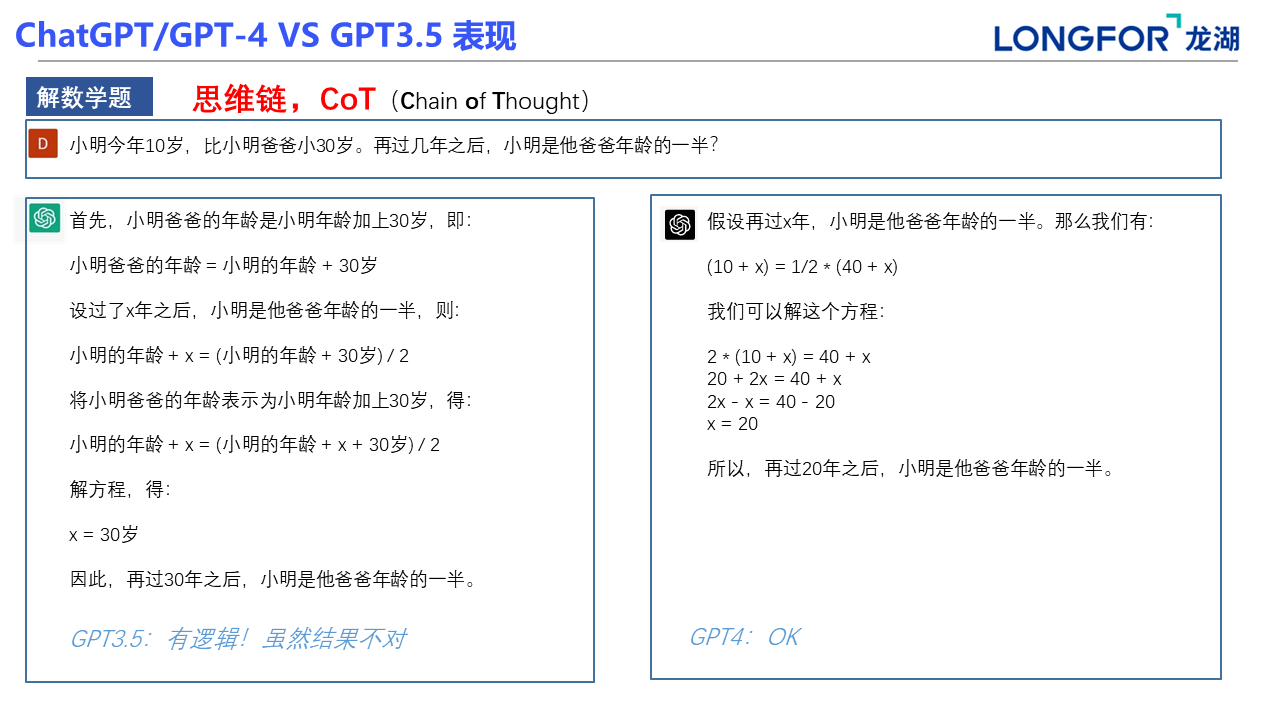 ChatGPT/GPT-4 VS GPT3.5 表现
LONGFOR 龙湖
解数学题
思维链，CoT（Chain of Thought）
D
小明今年10岁，比小明爸爸小30岁。再过几年之后，小明是他爸爸年龄的一半？
首先，小明爸爸的年龄是小明年龄加上30岁，即：
小明爸爸的年龄 = 小明的年龄 + 30岁
设过了x年之后，小明是他爸爸年龄的一半，则：
小明的年龄 + x = (小明的年龄 + 30岁) / 2
将小明爸爸的年龄表示为小明年龄加上30岁，得：
小明的年龄 + x = (小明的年龄 + x + 30岁) / 2
解方程，得：
x = 30岁
因此，再过30年之后，小明是他爸爸年龄的一半。
GPT3.5：有逻辑！虽然结果不对
假设再过x年，小明是他爸爸年龄的一半。那么我们有：
(10 + x) = 1/2 * (40 + x)
我们可以解这个方程：
2 * (10 + x) = 40 + x
20 + 2x = 40 + x
2x - x = 40 - 20
x = 20
所以，再过20年之后，小明是他爸爸年龄的一半。
GPT4：OK